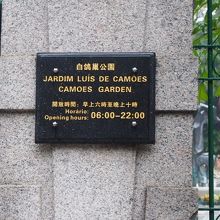 白鴿巢公園
JARDIM LUÍS DE CAMÕES
CAMOES GARDEN
開放時間：早上六時至晚上十時
Horário:
Opening hours: 06:00~22:00